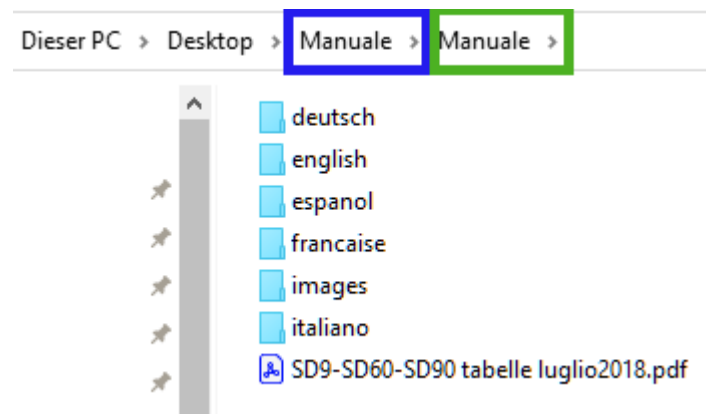 Dieser PC > Desktop > Manuale > Manuale >
deutsch
english
espanol
francaise
images
italiano
SD9-SD60-SD90 tabelle luglio2018.pdf